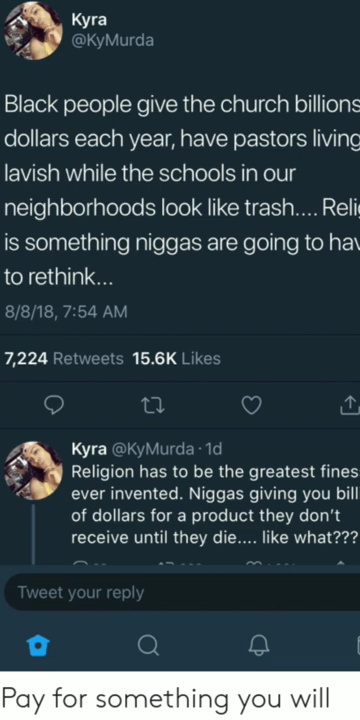 Kyra
@KyMurda
Black people give the church billions
dollars each year, have pastors living
lavish while the schools in our
neighborhoods look like trash.... Reli
is something niggas are going to hav
to rethink...
8/8/18, 7:54 AM
7,224 Retweets 15.6K Likes
Kyra @KyMurda · 1d
Religion has to be the greatest fines
ever invented. Niggas giving you bill
of dollars for a product they don't
receive until they die.... like what???
Tweet your reply
Pay for something you will